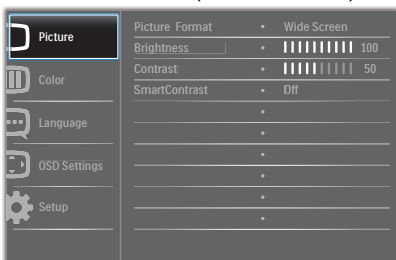 Picture
Color
Language
OSD Settings
Setup
Picture Format • Wide Screen
Brightness • 100
Contrast • 50
SmartContrast • Off